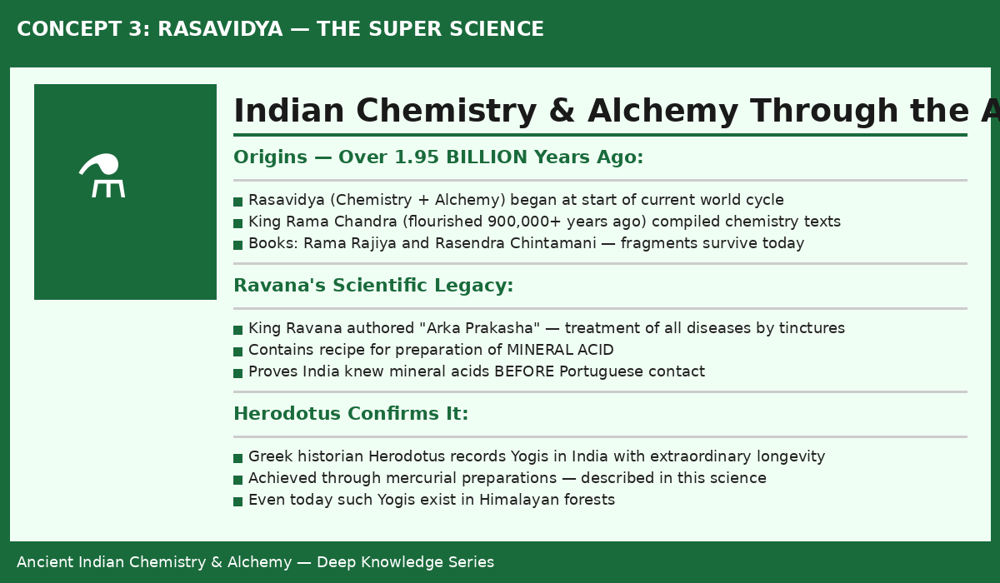 CONCEPT 3: RASAVIDYA — THE SUPER SCIENCE
Indian Chemistry & Alchemy Through the A
Origins — Over 1.95 BILLION Years Ago:
Rasavidya (Chemistry + Alchemy) began at start of current world cycle
King Rama Chandra (flourished 900,000+ years ago) compiled chemistry texts
Books: Rama Rajiya and Rasendra Chintamani — fragments survive today
Ravana's Scientific Legacy:
King Ravana authored "Arka Prakasha" — treatment of all diseases by tinctures
Contains recipe for preparation of MINERAL ACID
Proves India knew mineral acids BEFORE Portuguese contact
Herodotus Confirms It:
Greek historian Herodotus records Yogis in India with extraordinary longevity
Achieved through mercurial preparations — described in this science
Even today such Yogis exist in Himalayan forests
Ancient Indian Chemistry & Alchemy — Deep Knowledge Series